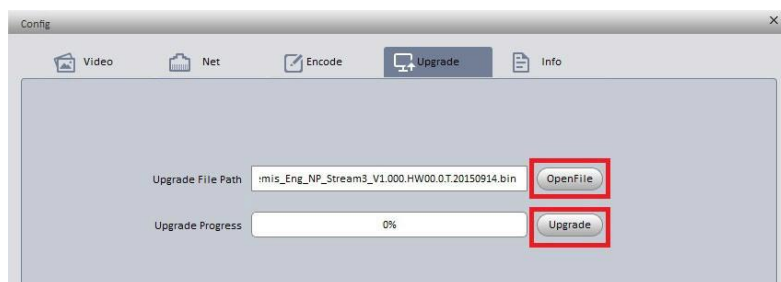 Config
Video Net Encode Upgrade Info
Upgrade File Path :mis_Eng_NP_Stream3_V1.000.HW00.0.T.20150914.bin OpenFile
Upgrade Progress 0% Upgrade